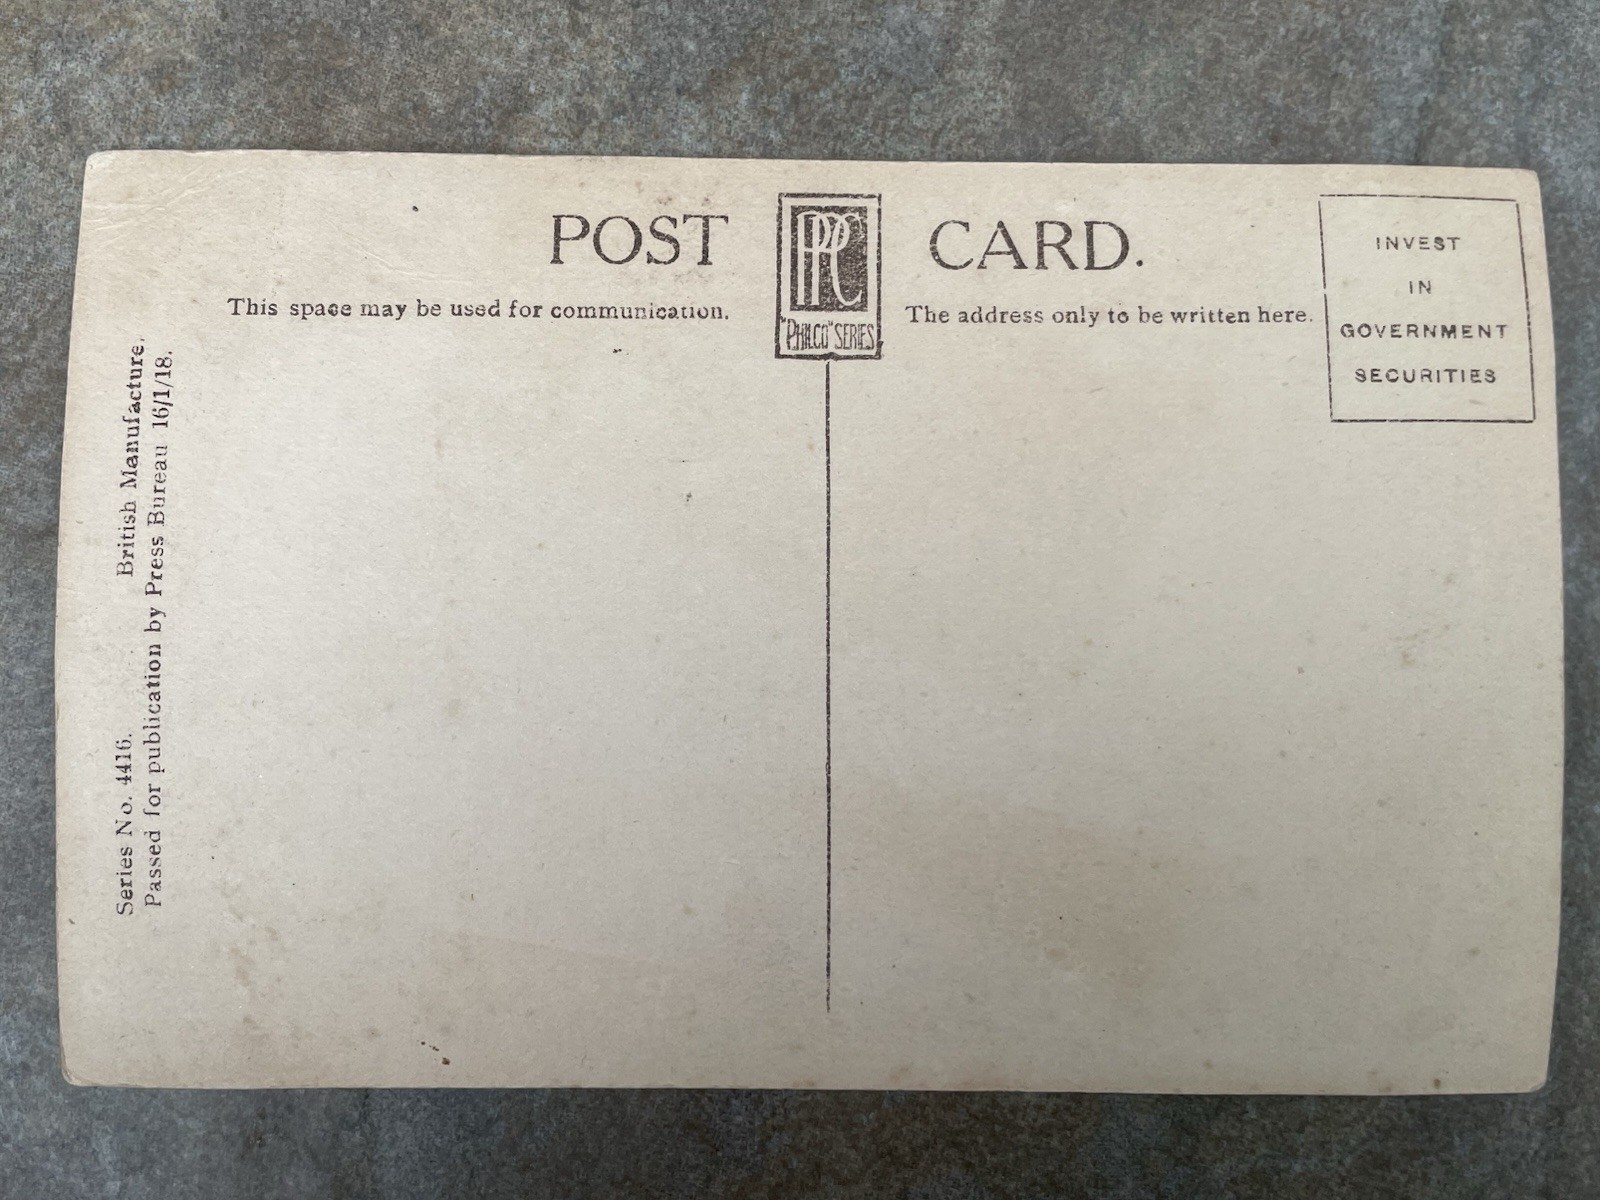 POST CARD.
This space may be used for communication.
The address only to be written here.
PPC
"PHILCO" SERIES
INVEST
IN
GOVERNMENT
SECURITIES
Series No. 4416. British Manufacture.
Passed for publication by Press Bureau 16/1/18.